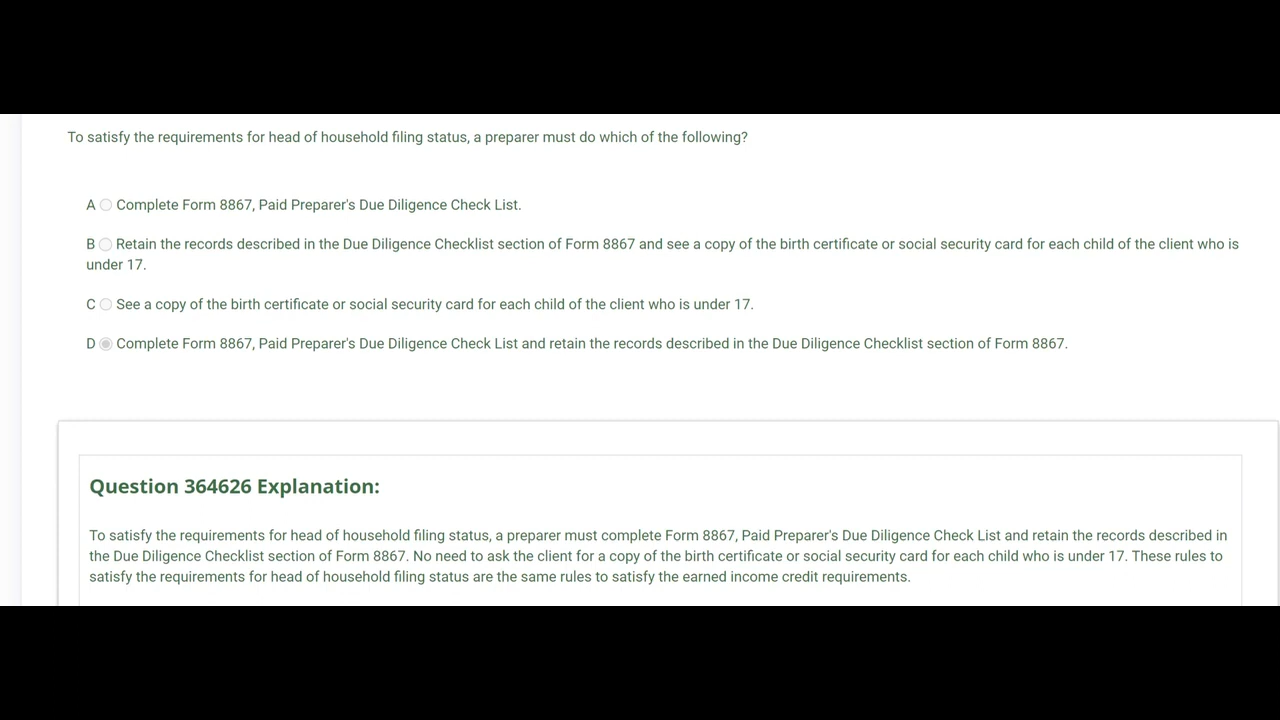 To satisfy the requirements for head of household filing status, a preparer must do which of the following?
A Complete Form 8867, Paid Preparer's Due Diligence Check List.
B Retain the records described in the Due Diligence Checklist section of Form 8867 and see a copy of the birth certificate or social security card for each child of the client who is
under 17.
C See a copy of the birth certificate or social security card for each child of the client who is under 17.
D Complete Form 8867, Paid Preparer's Due Diligence Check List and retain the records described in the Due Diligence Checklist section of Form 8867.
Question 364626 Explanation:
To satisfy the requirements for head of household filing status, a preparer must complete Form 8867, Paid Preparer's Due Diligence Check List and retain the records described in
the Due Diligence Checklist section of Form 8867. No need to ask the client for a copy of the birth certificate or social security card for each child who is under 17. These rules to
satisfy the requirements for head of household filing status are the same rules to satisfy the earned income credit requirements.